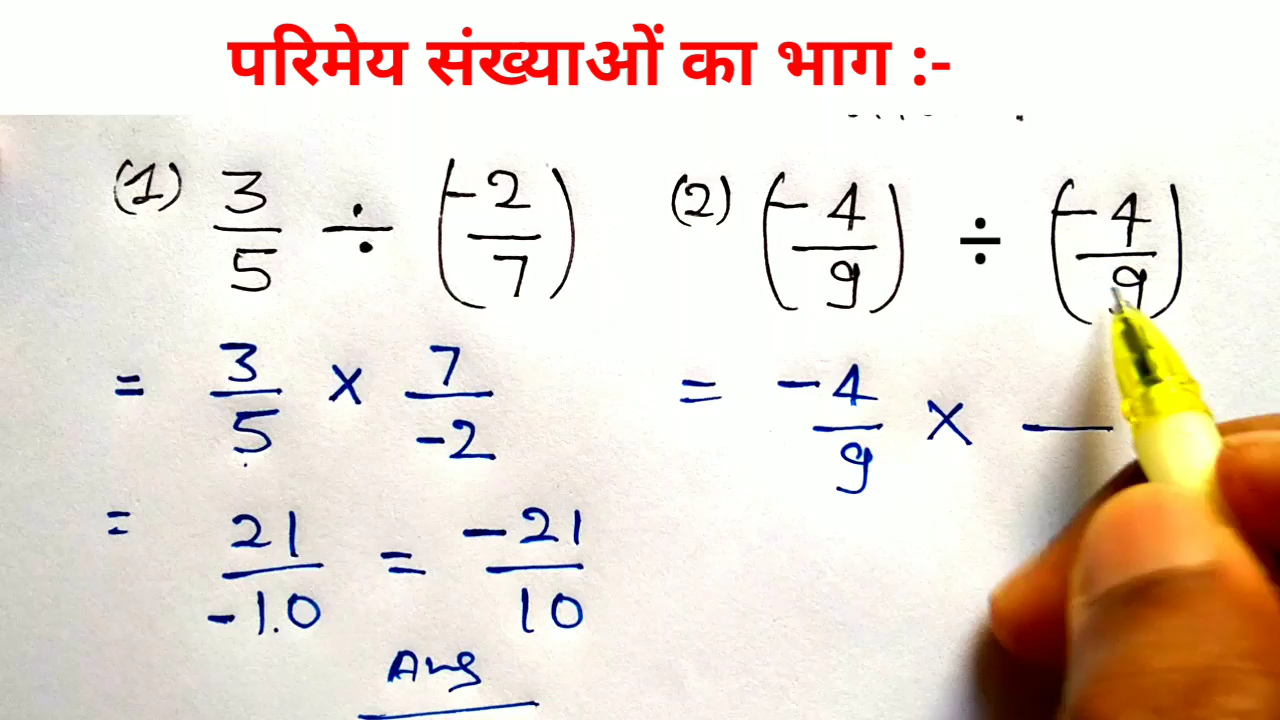 परिमेय संख्याओं का भाग :-
(1) 3/5 ÷ (-2/7)
= 3/5 × 7/-2
= 21/-10 = -21/10
Ans
(2) (-4/9) ÷ (-4/9)
= -4/9 ×